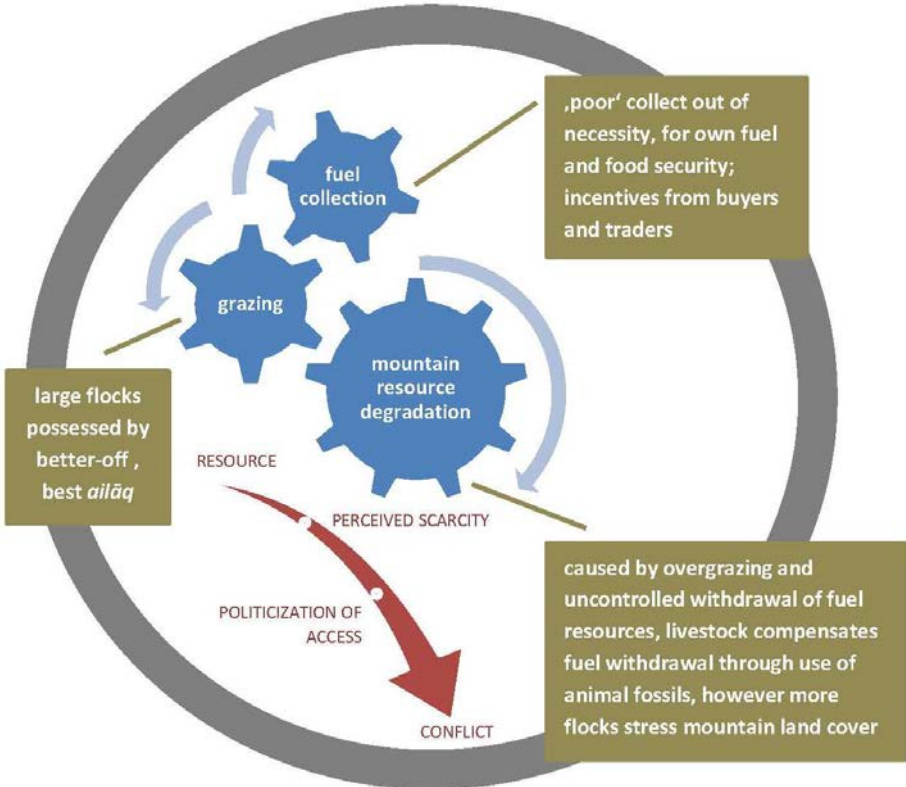 ‚poor‘ collect out of
necessity, for own fuel
and food security;
incentives from buyers
and traders
fuel
collection
grazing
mountain
resource
degradation
large flocks
possessed by
better-off ,
best ailāq
RESOURCE
PERCEIVED SCARCITY
POLITICIZATION OF
ACCESS
CONFLICT
caused by overgrazing and
uncontrolled withdrawal of fuel
resources, livestock compensates
fuel withdrawal through use of
animal fossils, however more
flocks stress mountain land cover